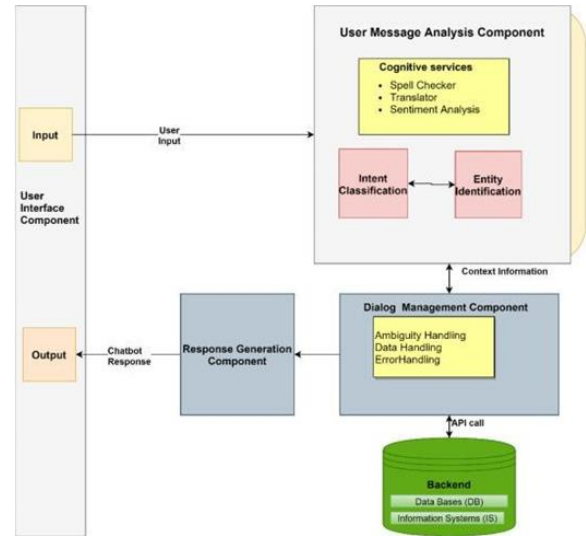 User Message Analysis Component
Cognitive services
• Spell Checker
• Translator
• Sentiment Analysis
Input
User
Input
Intent
Classification
Entity
Identification
User
Interface
Component
Context Information
Dialog Management Component
Ambiguity Handling
Data Handling
ErrorHandling
Response Generation
Component
Chatbot
Response
Output
API call
Backend
Data Bases (DB)
Information Systems (IS)